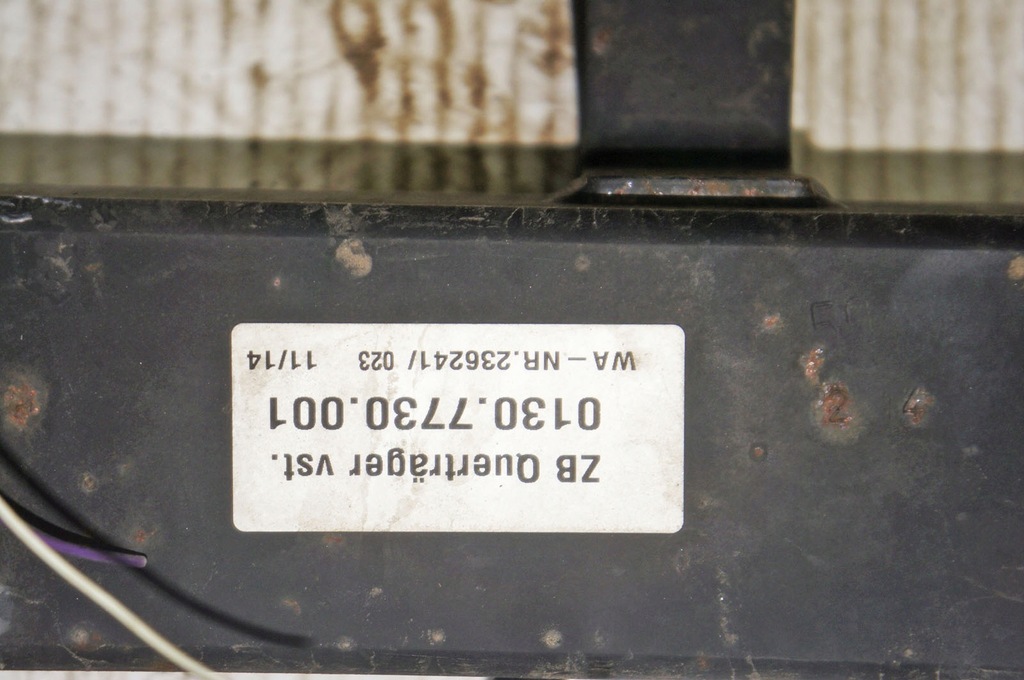 ZB Querträger vst.
0130.7730.001
WA – NR.236241/ 023 11/14